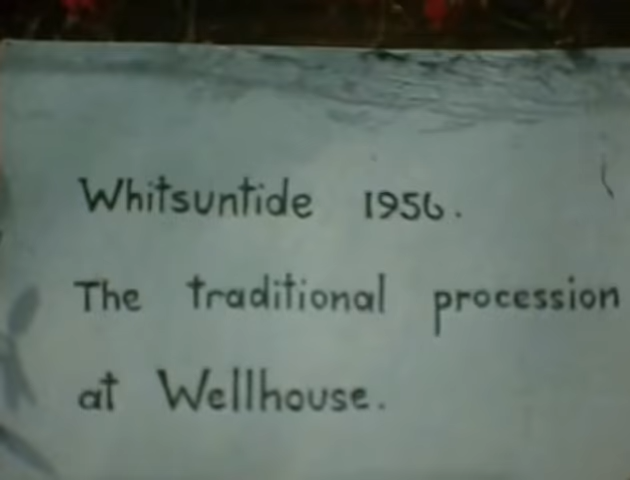 Whitsuntide 1956.
The traditional procession
at Wellhouse.